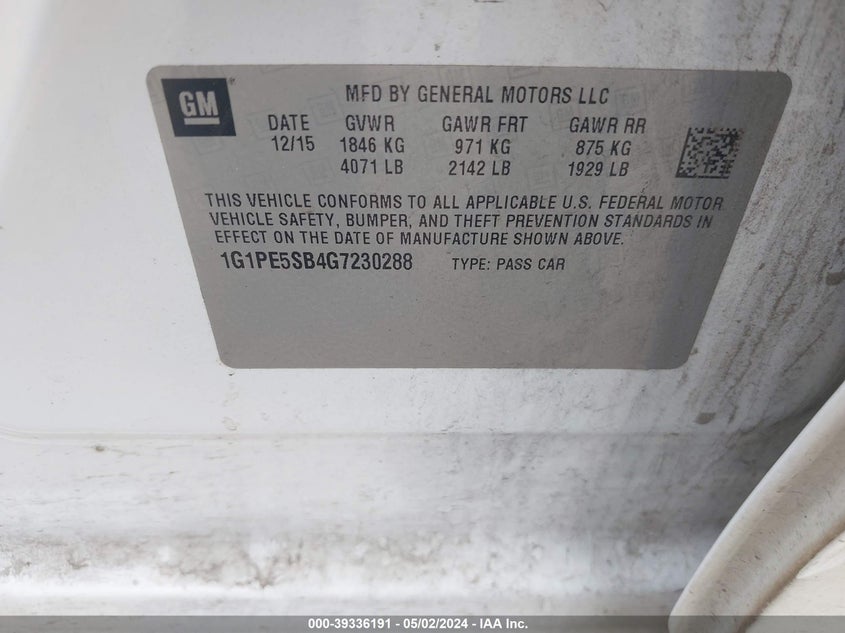 GM
MFD BY GENERAL MOTORS LLC
DATE GVWR GAWR FRT GAWR RR
12/15 1846 KG 971 KG 875 KG
4071 LB 2142 LB 1929 LB
THIS VEHICLE CONFORMS TO ALL APPLICABLE U.S. FEDERAL MOTOR
VEHICLE SAFETY, BUMPER, AND THEFT PREVENTION STANDARDS IN
EFFECT ON THE DATE OF MANUFACTURE SHOWN ABOVE.
1G1PE5SB4G7230288 TYPE: PASS CAR
000-39336191 - 05/02/2024 - IAA Inc.